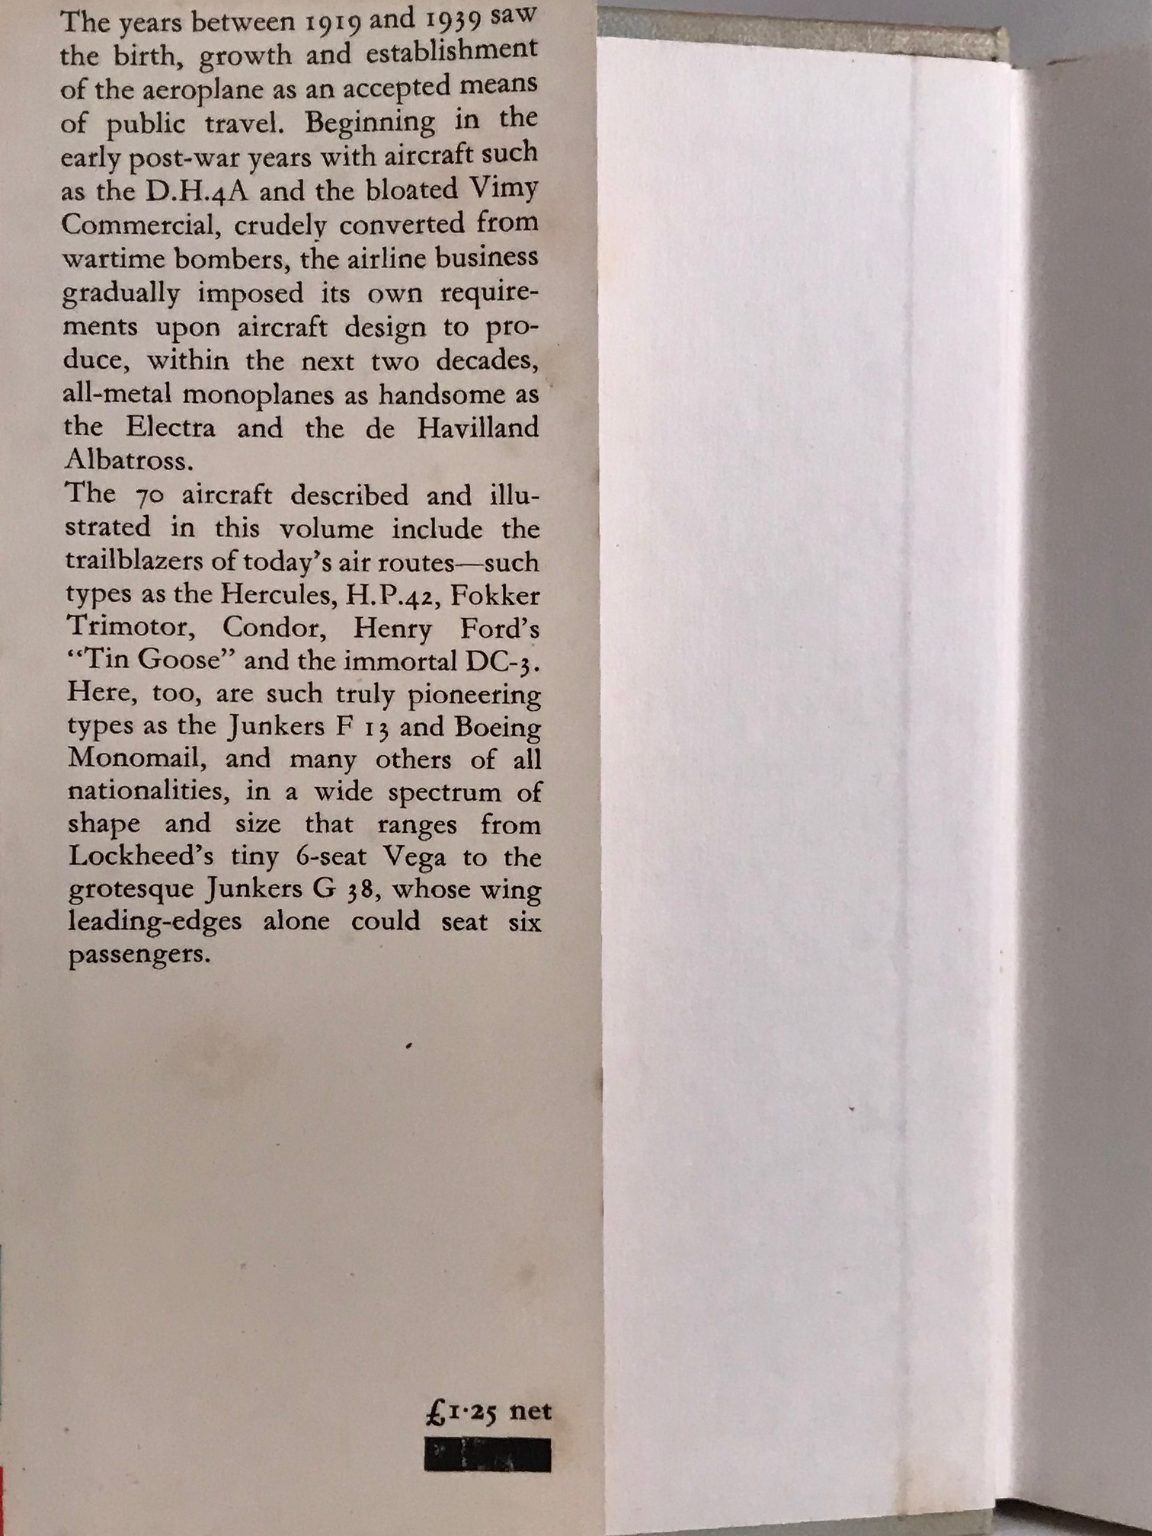 The years between 1919 and 1939 saw
the birth, growth and establishment
of the aeroplane as an accepted means
of public travel. Beginning in the
early post-war years with aircraft such
as the D.H.4A and the bloated Vimy
Commercial, crudely converted from
wartime bombers, the airline business
gradually imposed its own require-
ments upon aircraft design to pro-
duce, within the next two decades,
all-metal monoplanes as handsome as
the Electra and the de Havilland
Albatross.
The 70 aircraft described and illu-
strated in this volume include the
trailblazers of today's air routes—such
types as the Hercules, H.P.42, Fokker
Trimotor, Condor, Henry Ford's
“Tin Goose” and the immortal DC-3.
Here, too, are such truly pioneering
types as the Junkers F 13 and Boeing
Monomail, and many others of all
nationalities, in a wide spectrum of
shape and size that ranges from
Lockheed's tiny 6-seat Vega to the
grotesque Junkers G 38, whose wing
leading-edges alone could seat six
passengers.
£1·25 net